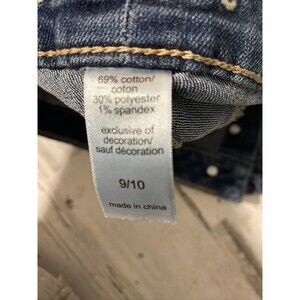 69% cotton/
coton
30% polyester
1% spandex
exclusive of
decoration/
sauf décoration
9/10
made in china